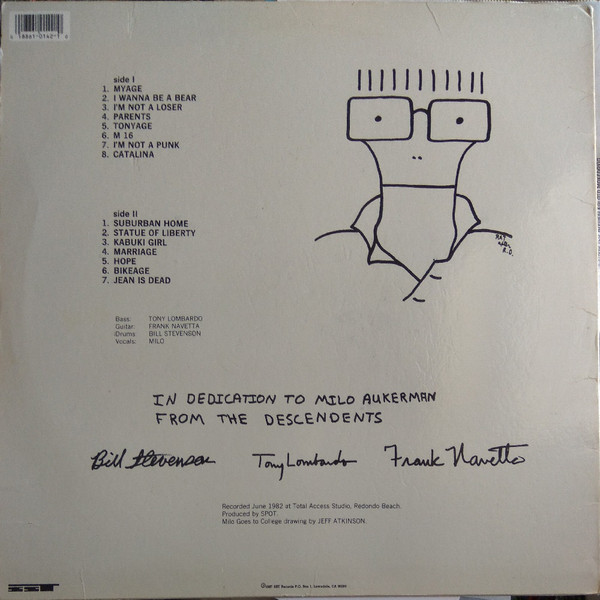 side I
1. MYAGE
2. I WANNA BE A BEAR
3. I'M NOT A LOSER
4. PARENTS
5. TONYAGE
6. M 16
7. I'M NOT A PUNK
8. CATALINA
side II
1. SUBURBAN HOME
2. STATUE OF LIBERTY
3. KABUKI GIRL
4. MARRIAGE
5. HOPE
6. BIKEAGE
7. JEAN IS DEAD
Bass: TONY LOMBARDO
Guitar: FRANK NAVETTA
Drums: BILL STEVENSON
Vocals: MILO
IN DEDICATION TO MILO AUKERMAN
FROM THE DESCENDENTS
Bill Stevenson Tony Lombardo Frank Navetta
Recorded June 1982 at Total Access Studio, Redondo Beach.
Produced by SPOT.
Milo Goes to College drawing by JEFF ATKINSON.
SST